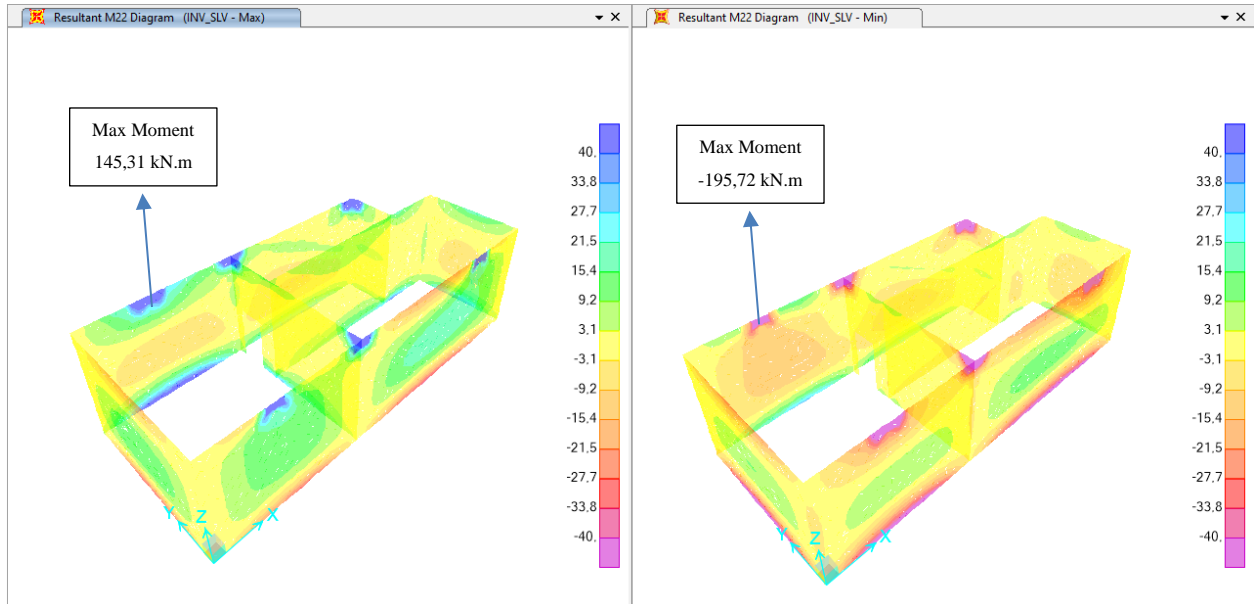 Resultant M22 Diagram (INV_SLV - Max)
Max Moment
145,31 kN.m
40,
33,8
27,7
21,5
15,4
9,2
3,1
-3,1
-9,2
-15,4
-21,5
-27,7
-33,8
-40,
Y
Z
X
Resultant M22 Diagram (INV_SLV - Min)
Max Moment
-195,72 kN.m
40,
33,8
27,7
21,5
15,4
9,2
3,1
-3,1
-9,2
-15,4
-21,5
-27,7
-33,8
-40,
Y
Z
X